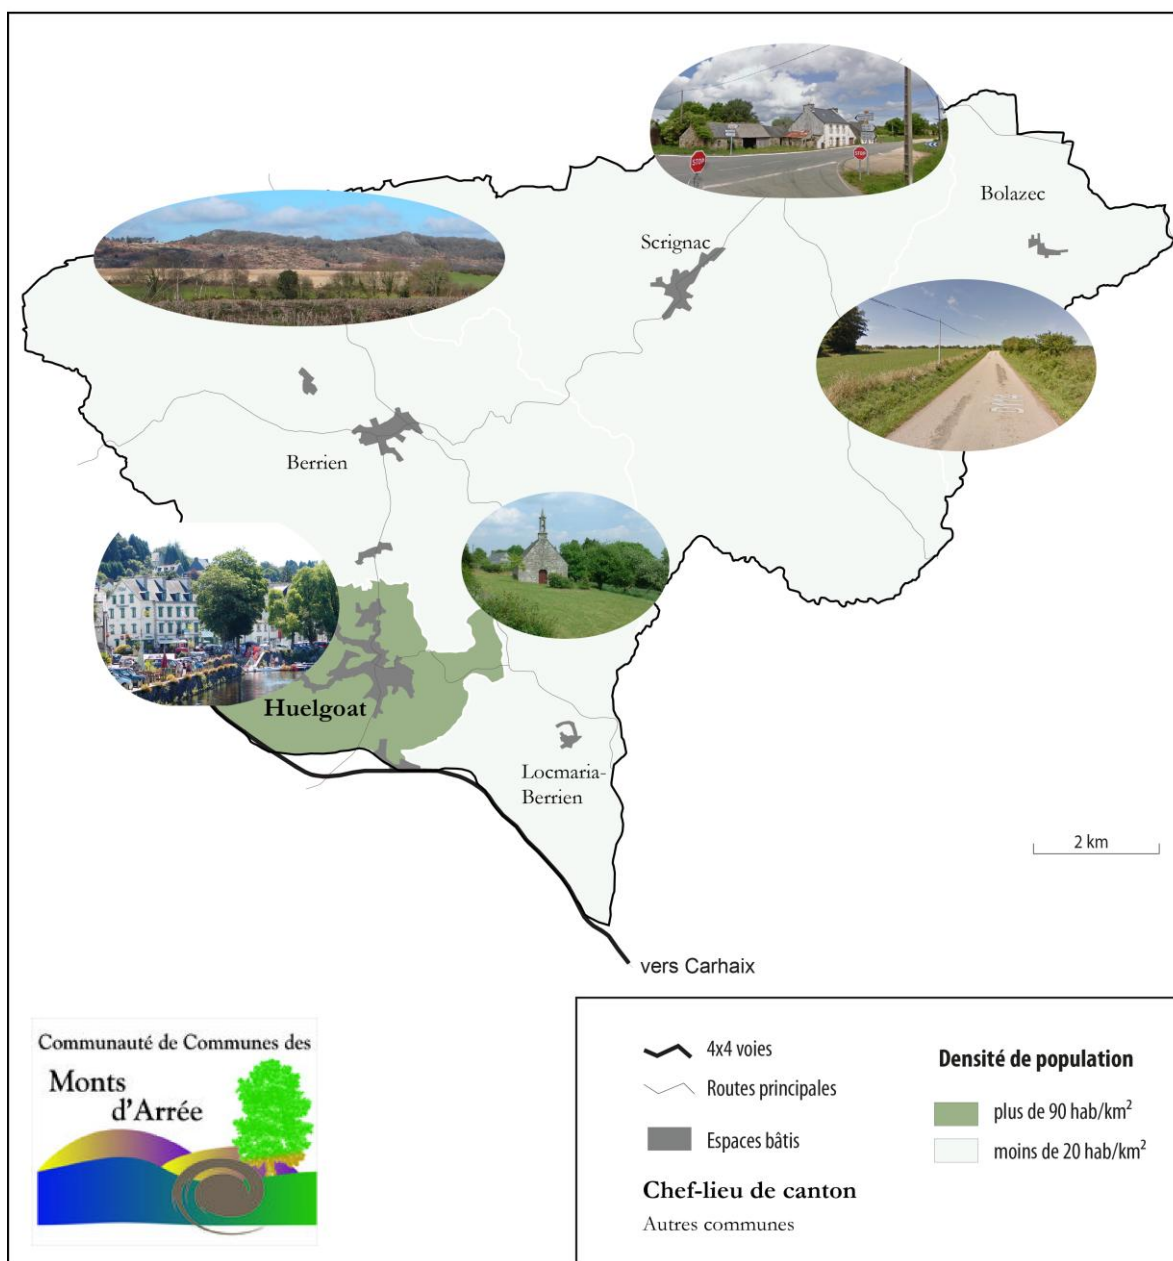 Bolazec
Scrignac
STOP
STOP
Berrien
Huelgoat
Locmaria-
Berrien
2 km
vers Carhaix
Communauté de Communes des
Monts
d'Arrée
4x4 voies
Routes principales
Espaces bâtis
Chef-lieu de canton
Autres communes
Densité de population
plus de 90 hab/km²
moins de 20 hab/km²